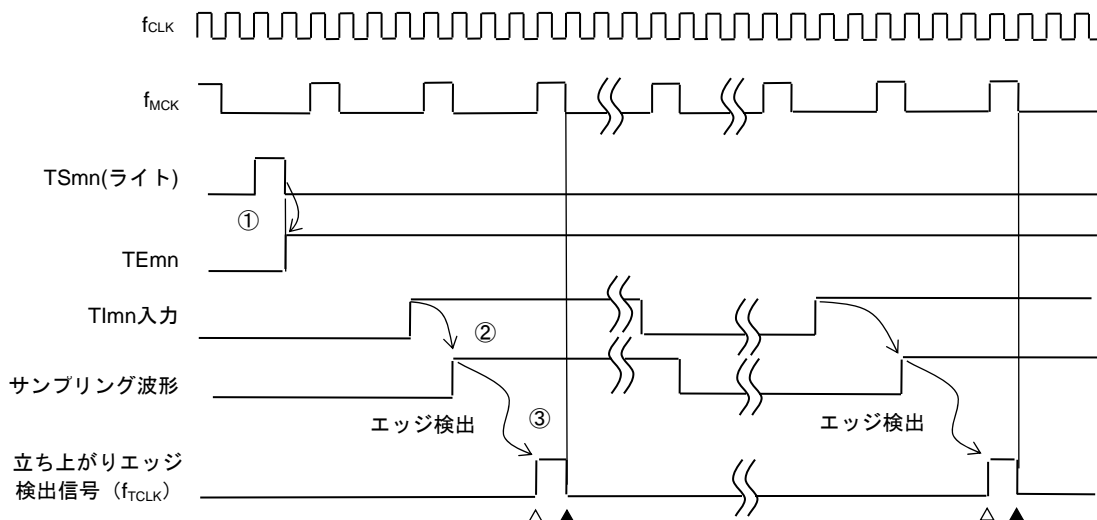 fCLK
fMCK
TSmn(ライト)
①
TEmn
TImn入力
②
サンプリング波形
エッジ検出
③
エッジ検出
立ち上がりエッジ
検出信号（fTCLK）
△ ▲ △ ▲